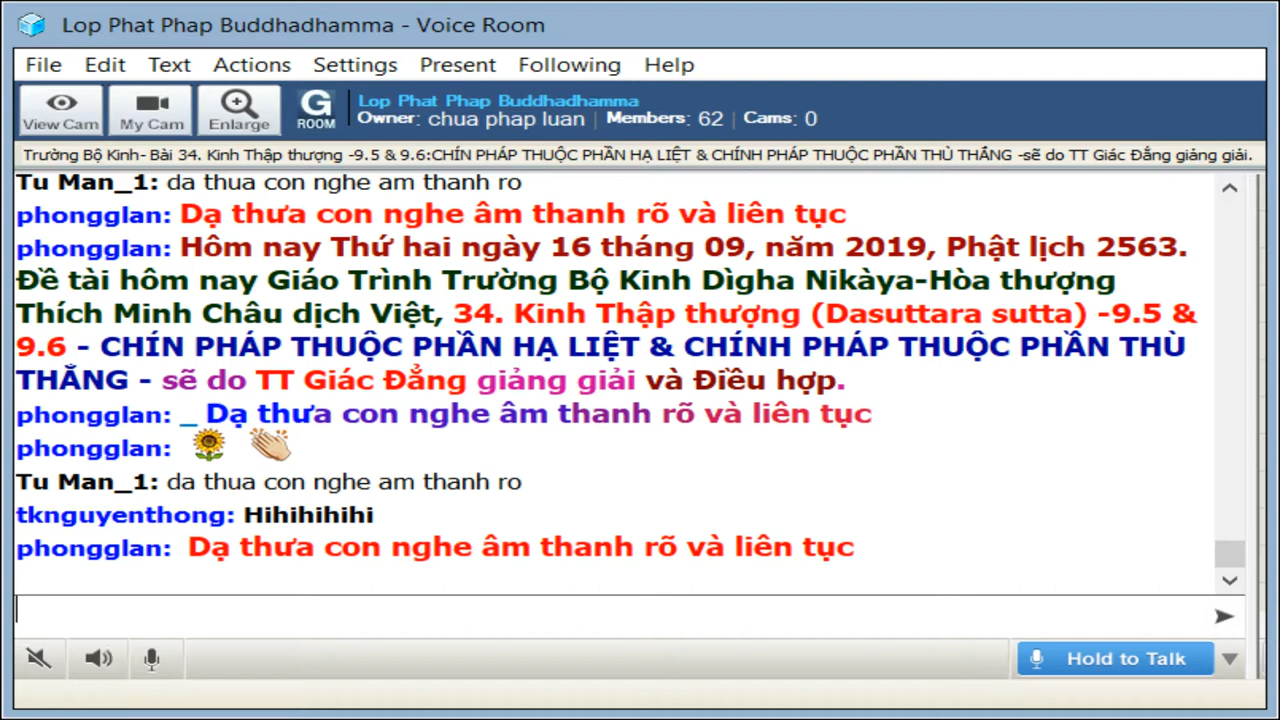 Lop Phat Phap Buddhadhamma - Voice Room
File Edit Text Actions Settings Present Following Help
View Cam My Cam Enlarge G ROOM
Lop Phat Phap Buddhadhamma
Owner: chua phap luan | Members: 62 | Cams: 0
Trường Bộ Kinh- Bài 34. Kinh Thập thượng -9.5 & 9.6:CHÍN PHÁP THUỘC PHẦN HẠ LIỆT & CHÍNH PHÁP THUỘC PHẦN THÙ THẮNG -sẽ do TT Giác Đẳng giảng giải.
Tu Man_1: da thua con nghe am thanh ro
phongglan: Dạ thưa con nghe âm thanh rõ và liên tục
phongglan: Hôm nay Thứ hai ngày 16 tháng 09, năm 2019, Phật lịch 2563.
Đề tài hôm nay Giáo Trình Trường Bộ Kinh Dìgha Nikàya-Hòa thượng
Thích Minh Châu dịch Việt, 34. Kinh Thập thượng (Dasuttara sutta) -9.5 &
9.6 - CHÍN PHÁP THUỘC PHẦN HẠ LIỆT & CHÍNH PHÁP THUỘC PHẦN THÙ
THẮNG - sẽ do TT Giác Đẳng giảng giải và Điều hợp.
phongglan: _ Dạ thưa con nghe âm thanh rõ và liên tục
phongglan:
Tu Man_1: da thua con nghe am thanh ro
tknguyenthong: Hihihihihi
phongglan: Dạ thưa con nghe âm thanh rõ và liên tục
Hold to Talk